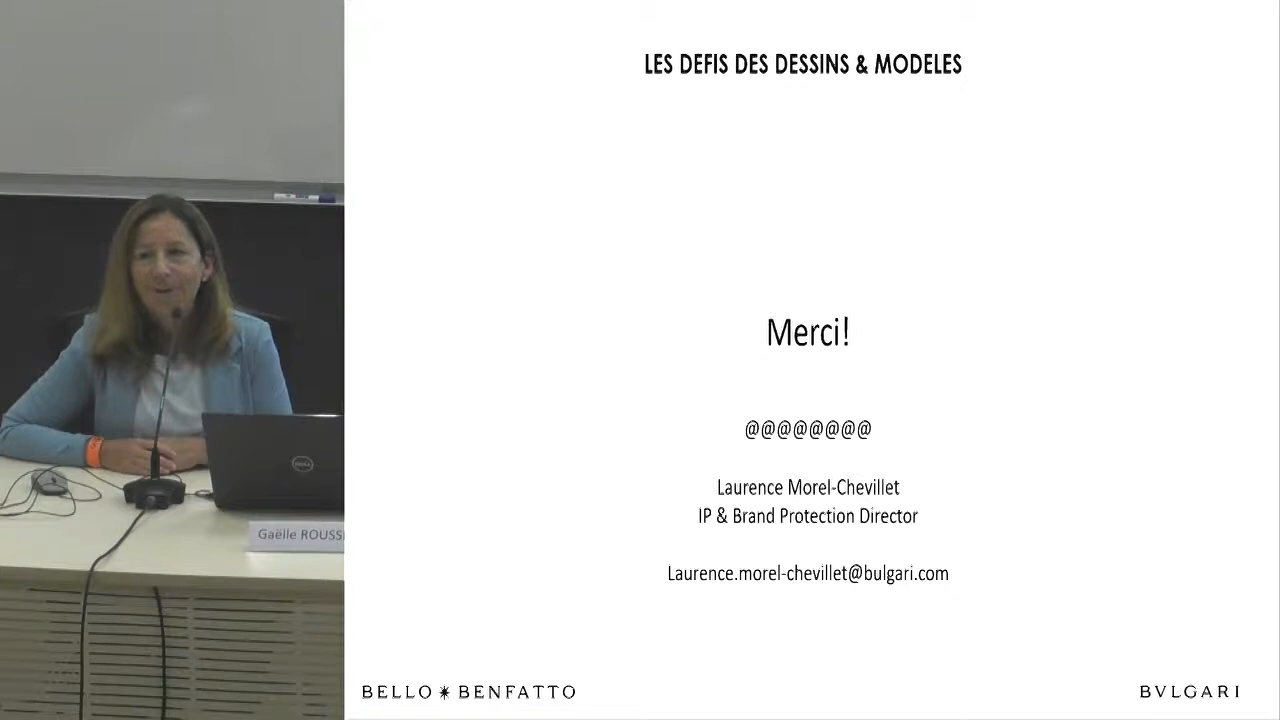 LES DEFIS DES DESSINS & MODELES
Merci!
@@@@@@@@
Laurence Morel-Chevillet
IP & Brand Protection Director
Laurence.morel-chevillet@bulgari.com
BELLO ✷ BENFATTO
BVLGARI
Gaëlle ROUSS
DELL